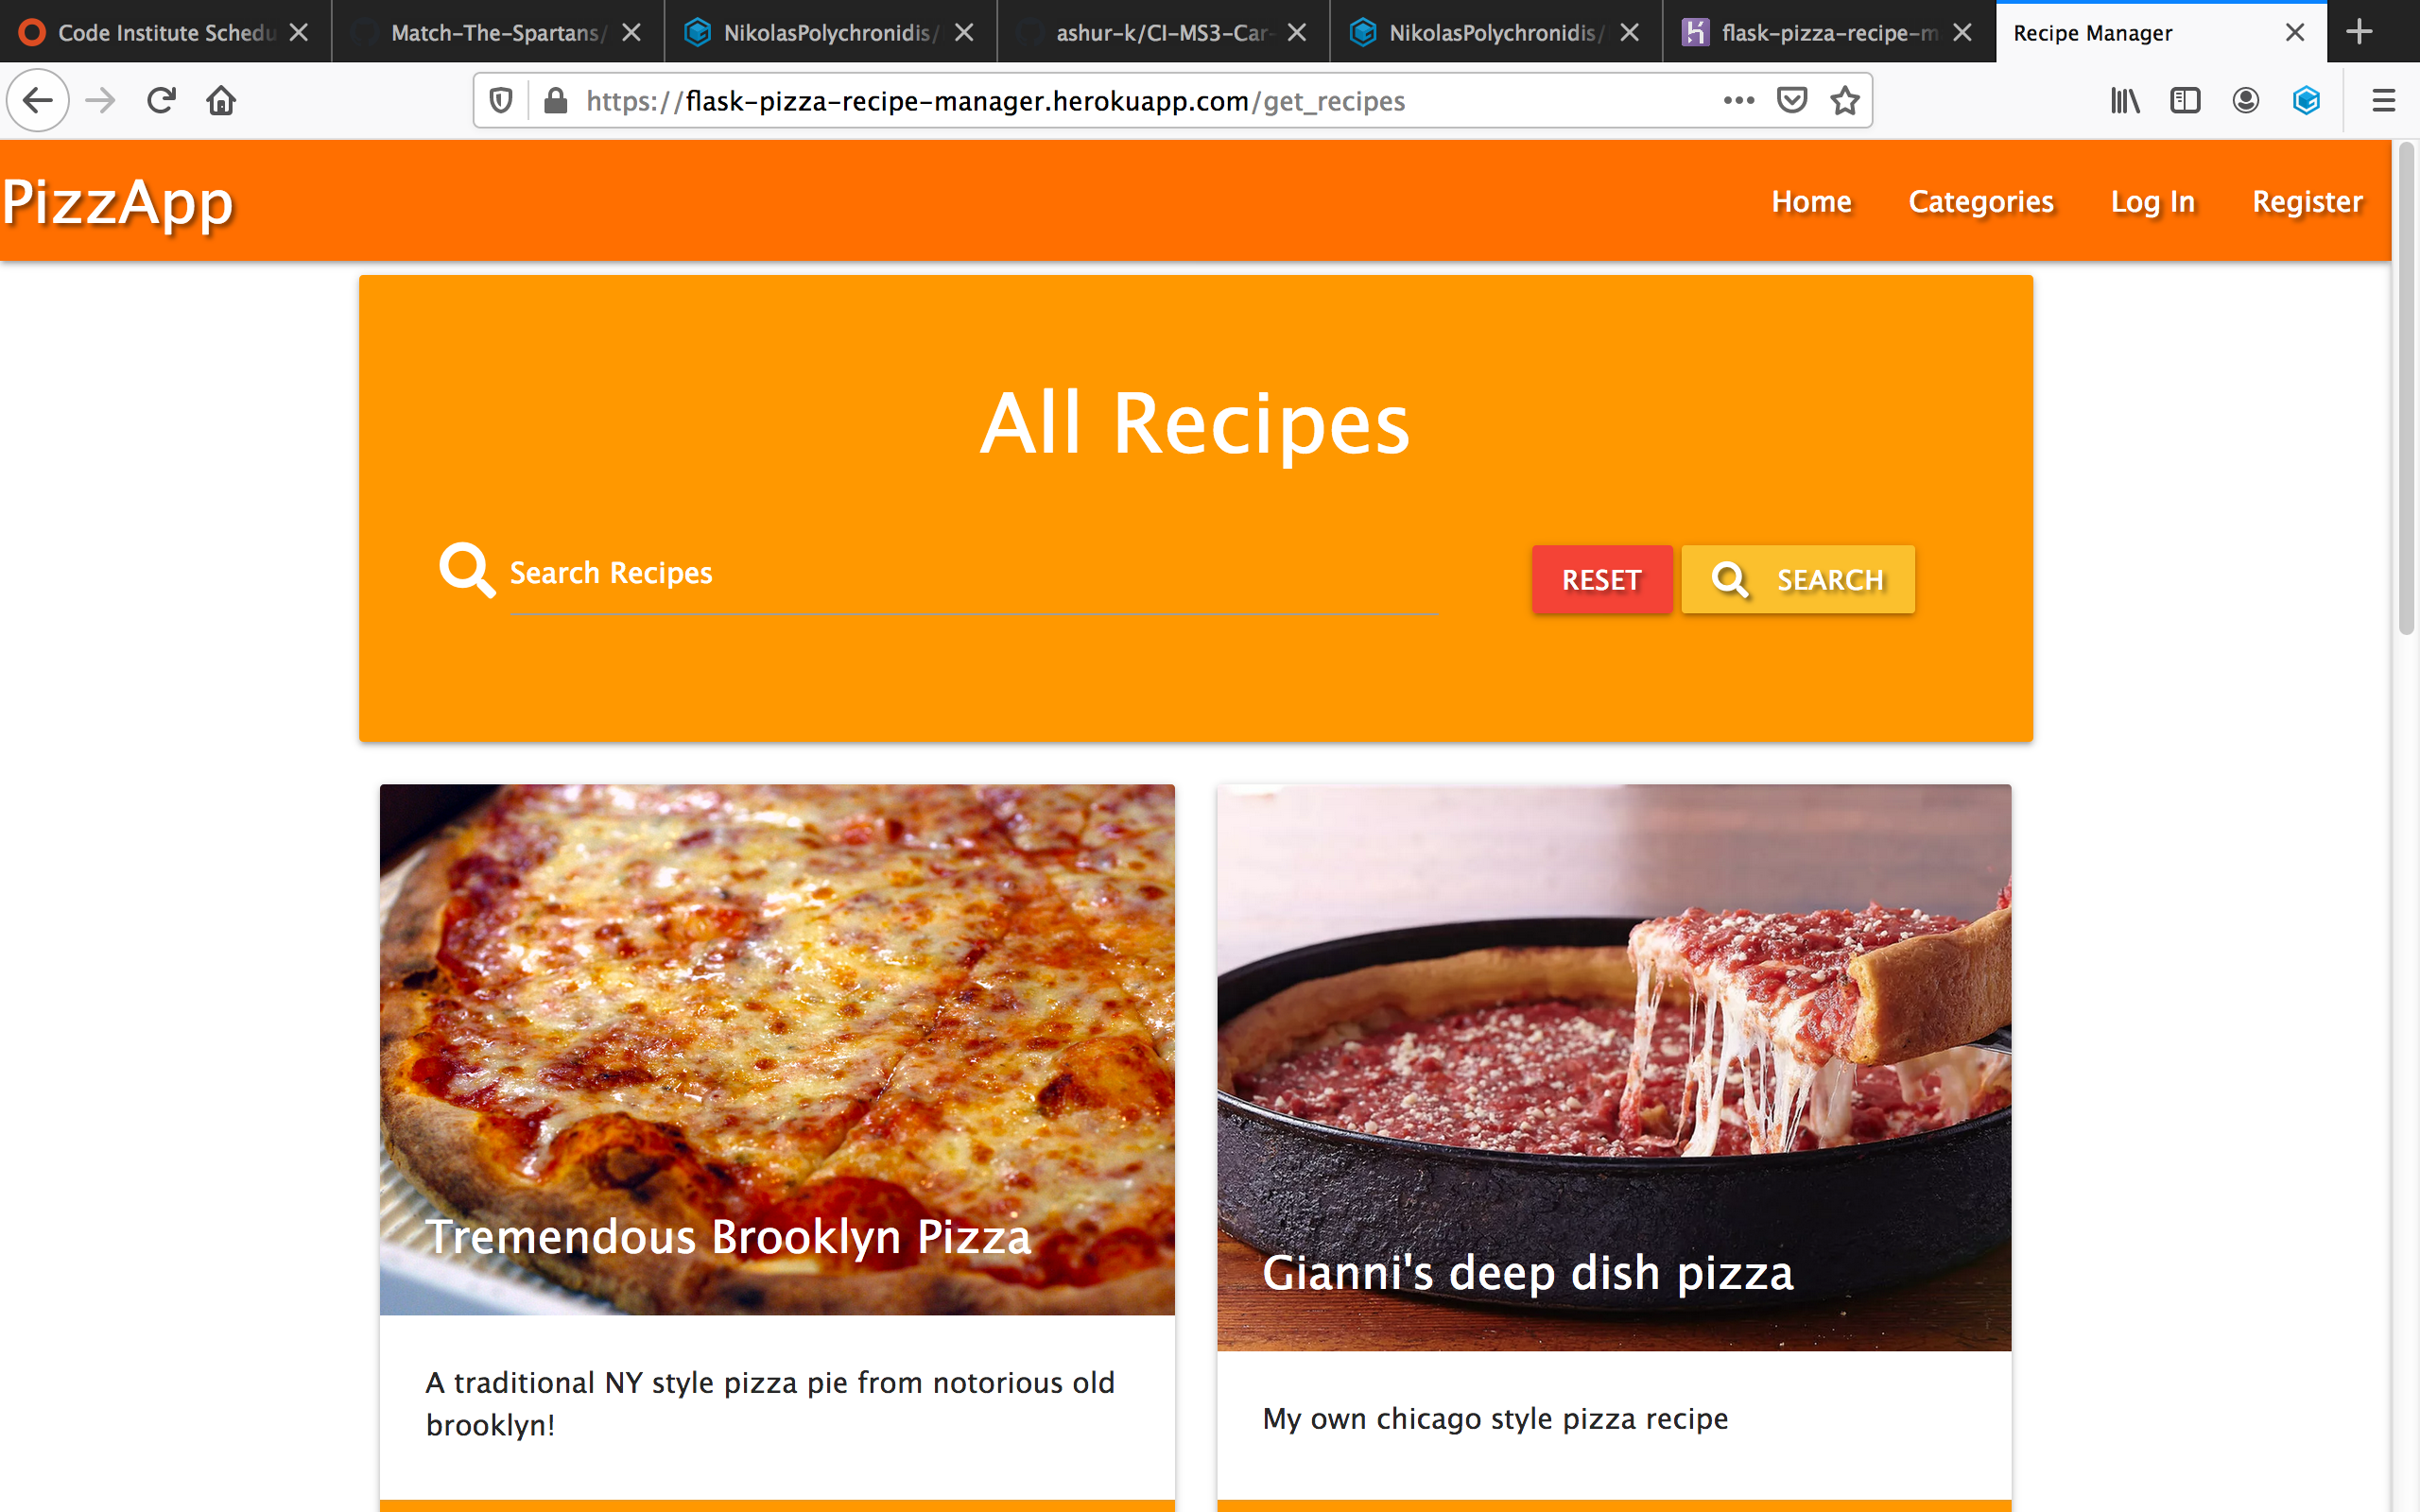 Code Institute Schedu
Match-The-Spartans/
NikolasPolychronidis/
ashur-k/CI-MS3-Car-
NikolasPolychronidis/
flask-pizza-recipe-m
Recipe Manager
https://flask-pizza-recipe-manager.herokuapp.com/get_recipes
PizzApp
Home
Categories
Log In
Register
All Recipes
Search Recipes
RESET
SEARCH
Tremendous Brooklyn Pizza
Gianni's deep dish pizza
A traditional NY style pizza pie from notorious old
brooklyn!
My own chicago style pizza recipe